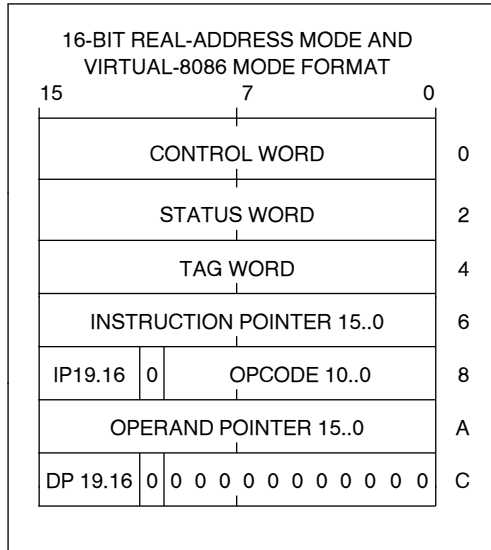 16-BIT REAL-ADDRESS MODE AND
VIRTUAL-8086 MODE FORMAT
15 7 0
CONTROL WORD 0
STATUS WORD 2
TAG WORD 4
INSTRUCTION POINTER 15..0 6
IP19.16 0 OPCODE 10..0 8
OPERAND POINTER 15..0 A
DP 19.16 0 0 0 0 0 0 0 0 0 0 0 0 C